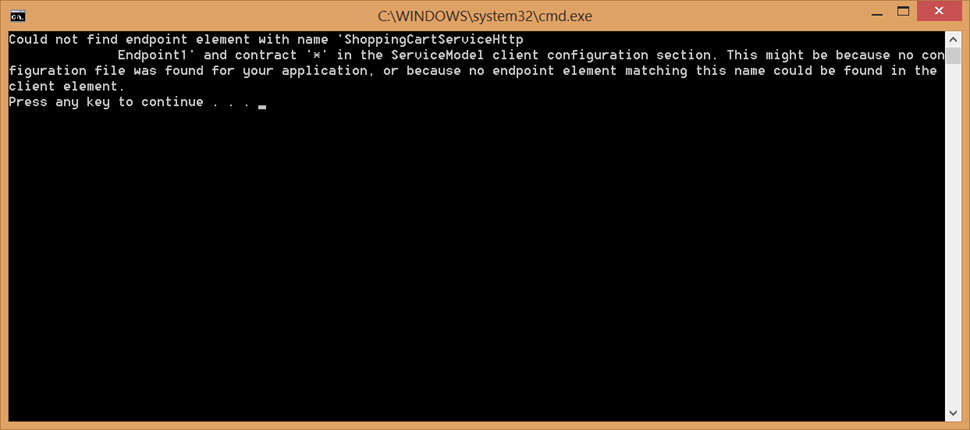 C:\WINDOWS\system32\cmd.exe
Could not find endpoint element with name 'ShoppingCartServiceHttp
Endpoint1' and contract '*' in the ServiceModel client configuration section. This might be because no con
figuration file was found for your application, or because no endpoint element matching this name could be found in the
client element.
Press any key to continue . . .